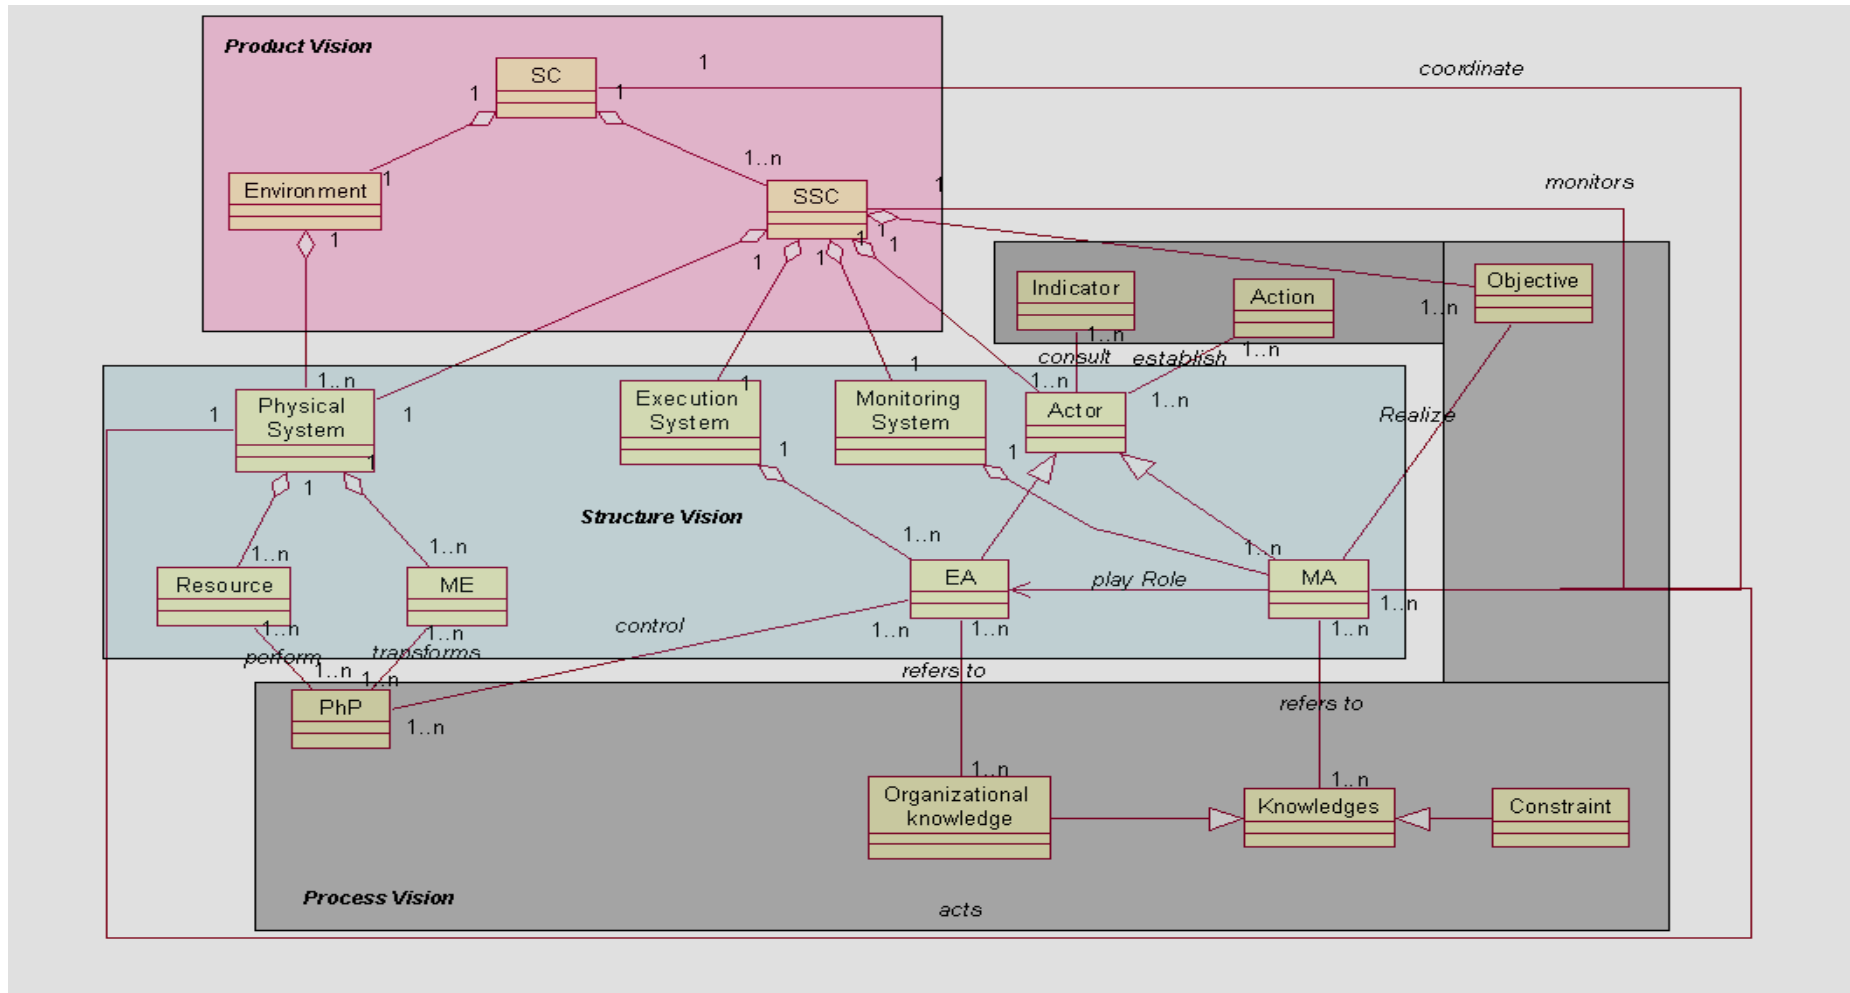 Product Vision
SC
1
coordinate
1
1
1..n
Environment
1
SSC
1
monitors
1
1
1
1
1
1
Indicator
Action
Objective
1..n
1..n
consult
establish
1..n
1..n
1
1
1..n
1..n
1
Physical
System
1
Execution
System
Monitoring
System
Actor
Realize
1
1
1
1
Structure Vision
1..n
1..n
1..n
1..n
Resource
ME
EA
play Role
MA
1..n
1..n
1..n
control
1..n
1..n
1..n
perform
transforms
1..n
1..n
refers to
PhP
1..n
refers to
1..n
1..n
Organizational
knowledge
Knowledges
Constraint
Process Vision
acts